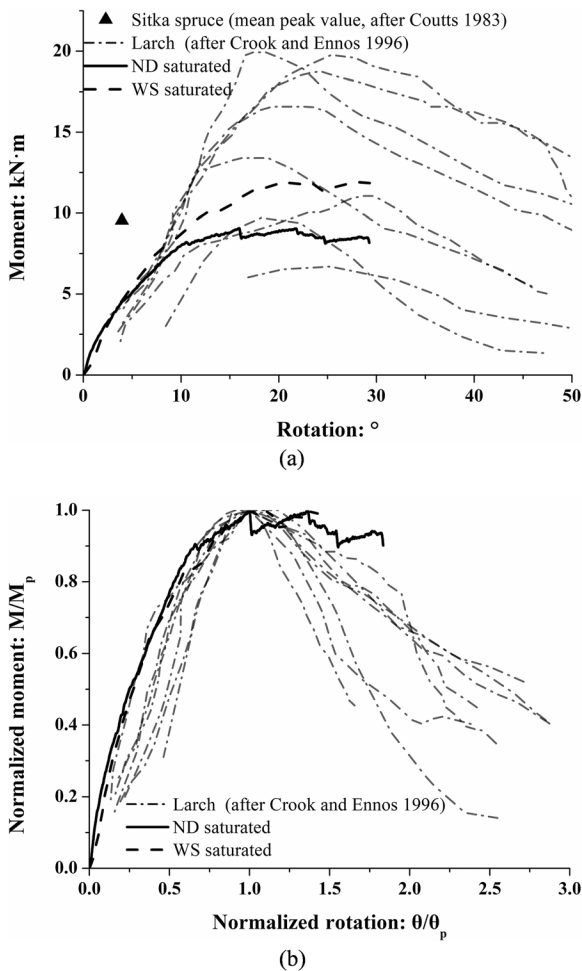 Sitka spruce (mean peak value, after Coutts 1983)
Larch (after Crook and Ennos 1996)
ND saturated
WS saturated
20
15
10
5
0
Moment: kN·m
0 10 20 30 40 50
Rotation: °
(a)
1.0
0.8
0.6
0.4
0.2
0.0
Normalized moment: M/Mp
Larch (after Crook and Ennos 1996)
ND saturated
WS saturated
0.0 0.5 1.0 1.5 2.0 2.5 3.0
Normalized rotation: θ/θp
(b)